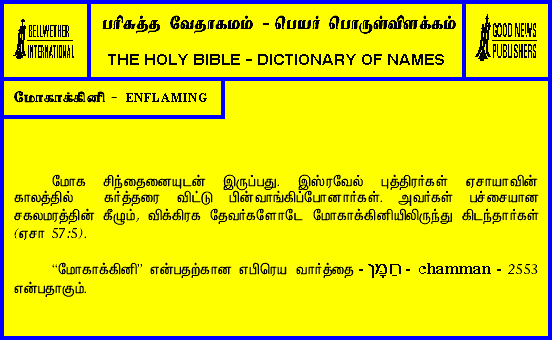 BELLWETHER
INTERNATIONAL
பரிசுத்த வேதாகமம் - பெயர் பொருள்விளக்கம்
THE HOLY BIBLE - DICTIONARY OF NAMES
GOOD NEWS
PUBLISHERS
மோகாக்கினி - ENFLAMING
மோக சிந்தையுடன் இருப்பது. இஸ்ரவேல் புத்திரர்கள் ஏசாயாவின்
காலத்தில் கர்த்தரை விட்டு பின்வாங்கிப்போனார்கள். அவர்கள் பச்சையான
சகலமரத்தின் கீழும், விக்கிரக தேவர்களோடே மோகாக்கினியிலிருந்து கிடந்தார்கள்
(ஏசா 57:5).
“மோகாக்கினி” என்பதற்கான எபிரெய வார்த்தை - חַמָּן - chamman - 2553
என்பதாகும்.